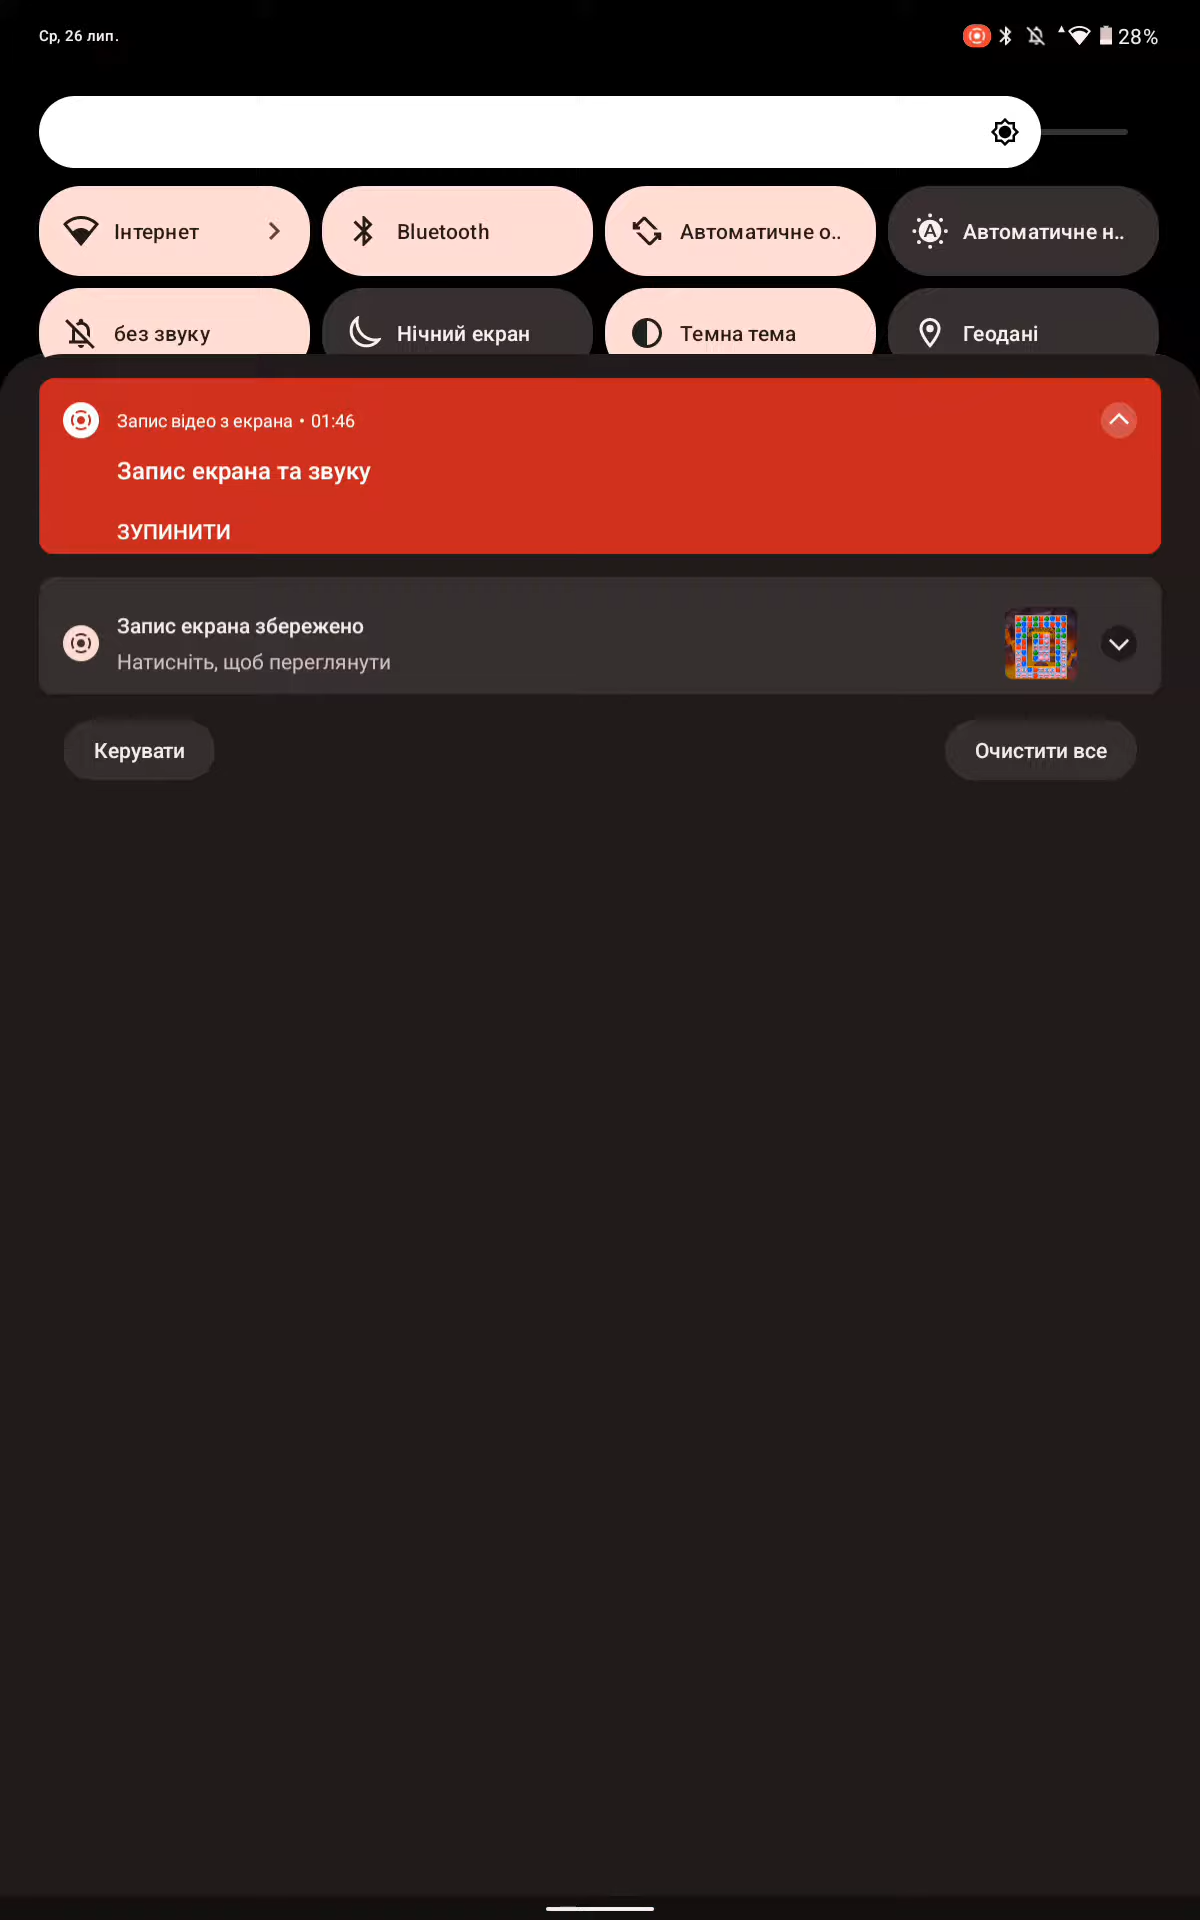 Ср, 26 лип.
28%
Інтернет
Bluetooth
Автоматичне о..
Автоматичне н..
без звуку
Нічний екран
Темна тема
Геодані
Запис відео з екрана • 01:46
Запис екрана та звуку
ЗУПИНИТИ
Запис екрана збережено
Натисніть, щоб переглянути
Керувати
Очистити все